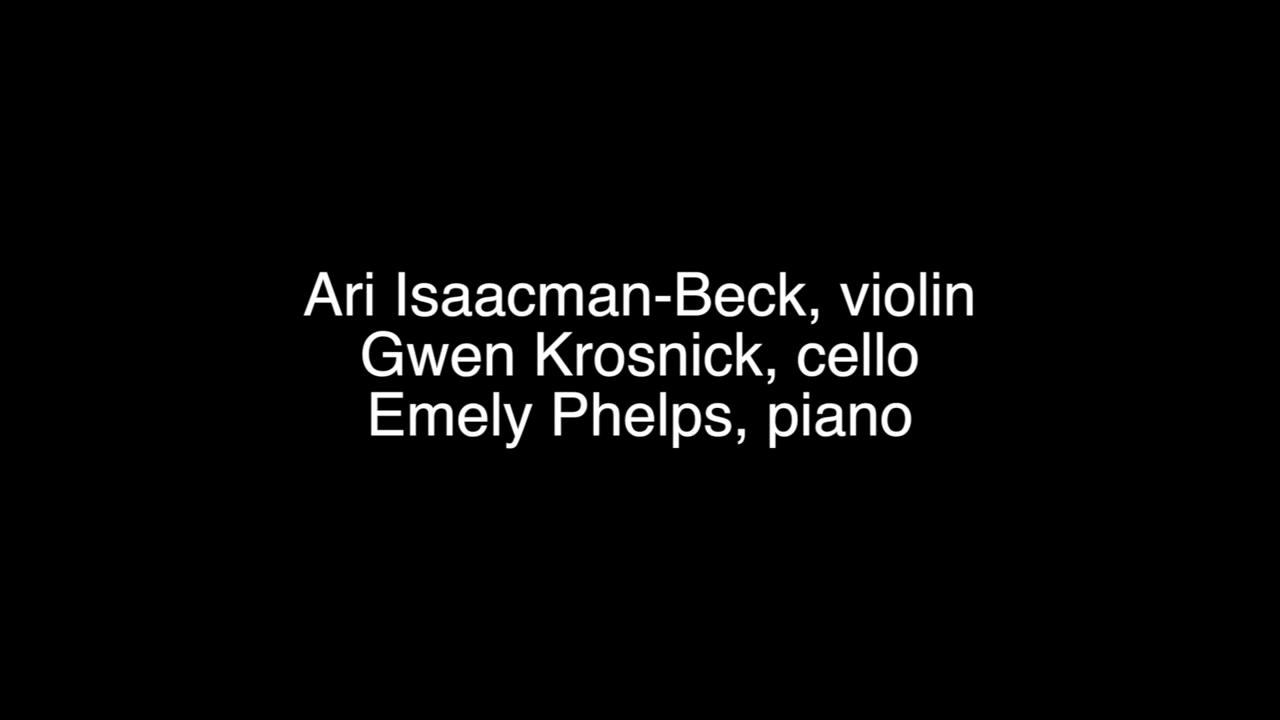 Ari Isaacman-Beck, violin
Gwen Krosnick, cello
Emely Phelps, piano